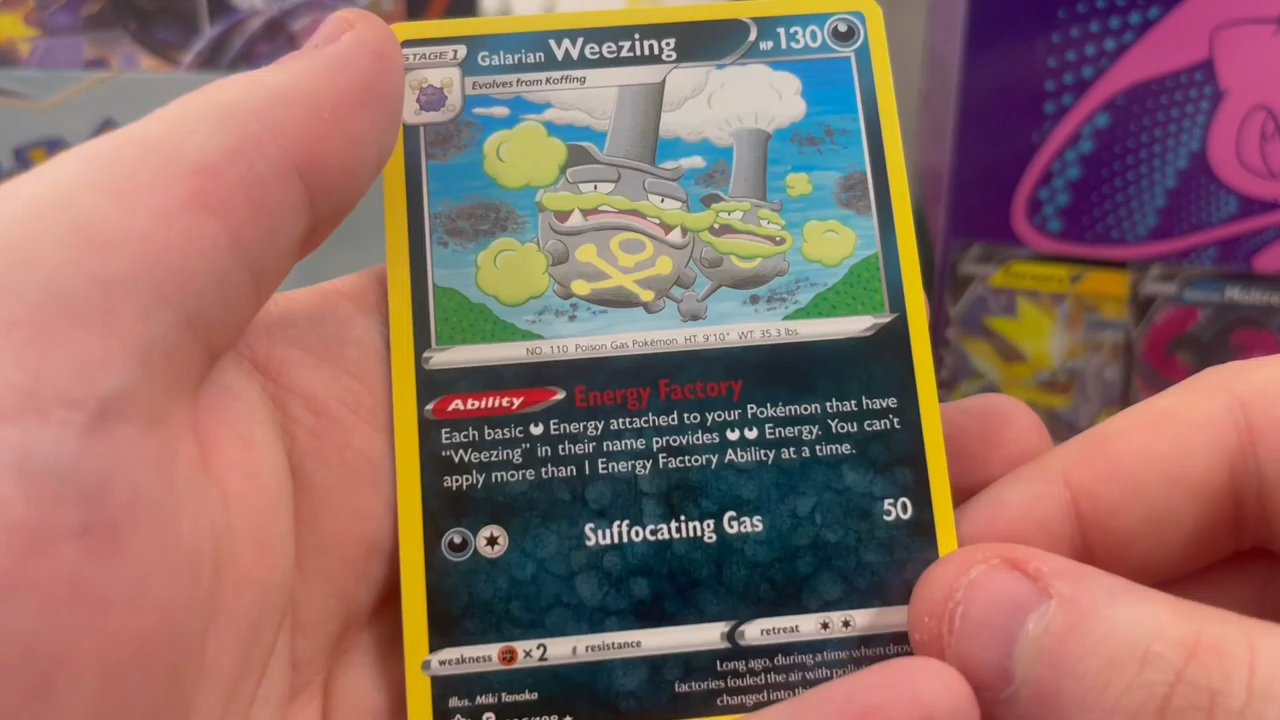 STAGE 1 Galarian Weezing HP 130
Evolves from Koffing
NO. 110 Poison Gas Pokémon HT: 9'10" WT: 35.3 lbs.
Ability Energy Factory
Each basic Energy attached to your Pokémon that have
“Weezing” in their name provides Energy. You can't
apply more than 1 Energy Factory Ability at a time.
Suffocating Gas 50
weakness ×2 resistance retreat
Long ago, during a time when
factories fouled the air with
changed into
Illus. Miki Tanaka